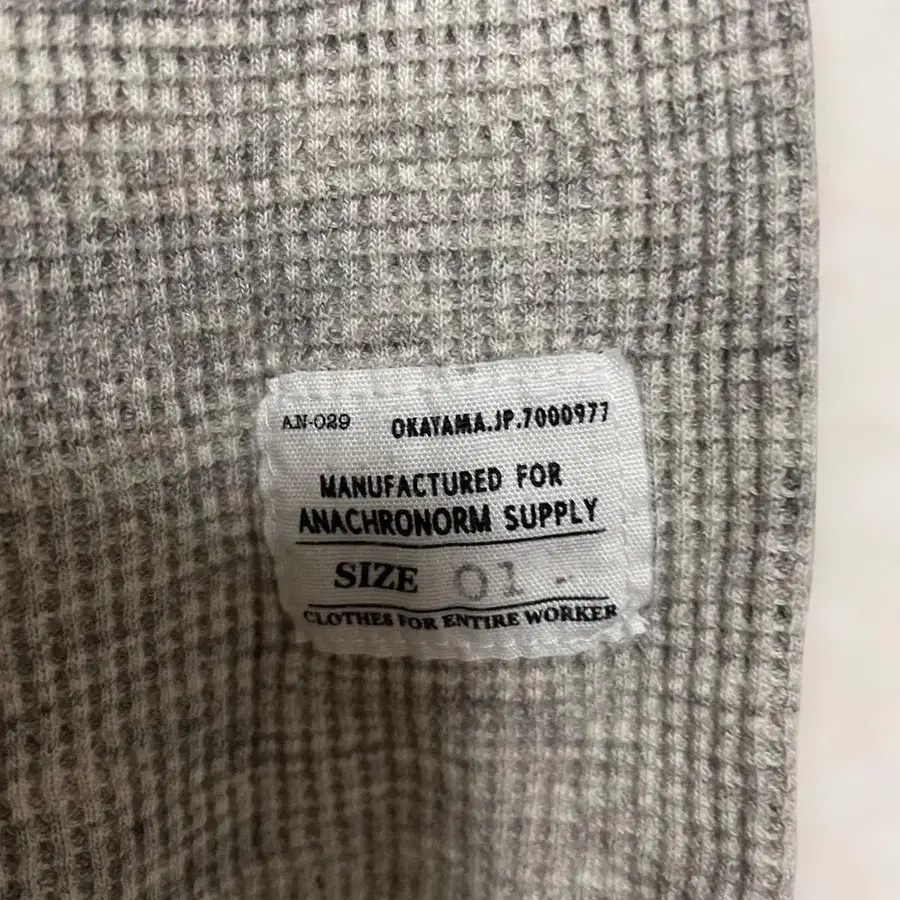 AN-029 OKAYAMA.JP.7000977
MANUFACTURED FOR
ANACHRONORM SUPPLY
SIZE 01-
CLOTHES FOR ENTIRE WORKER